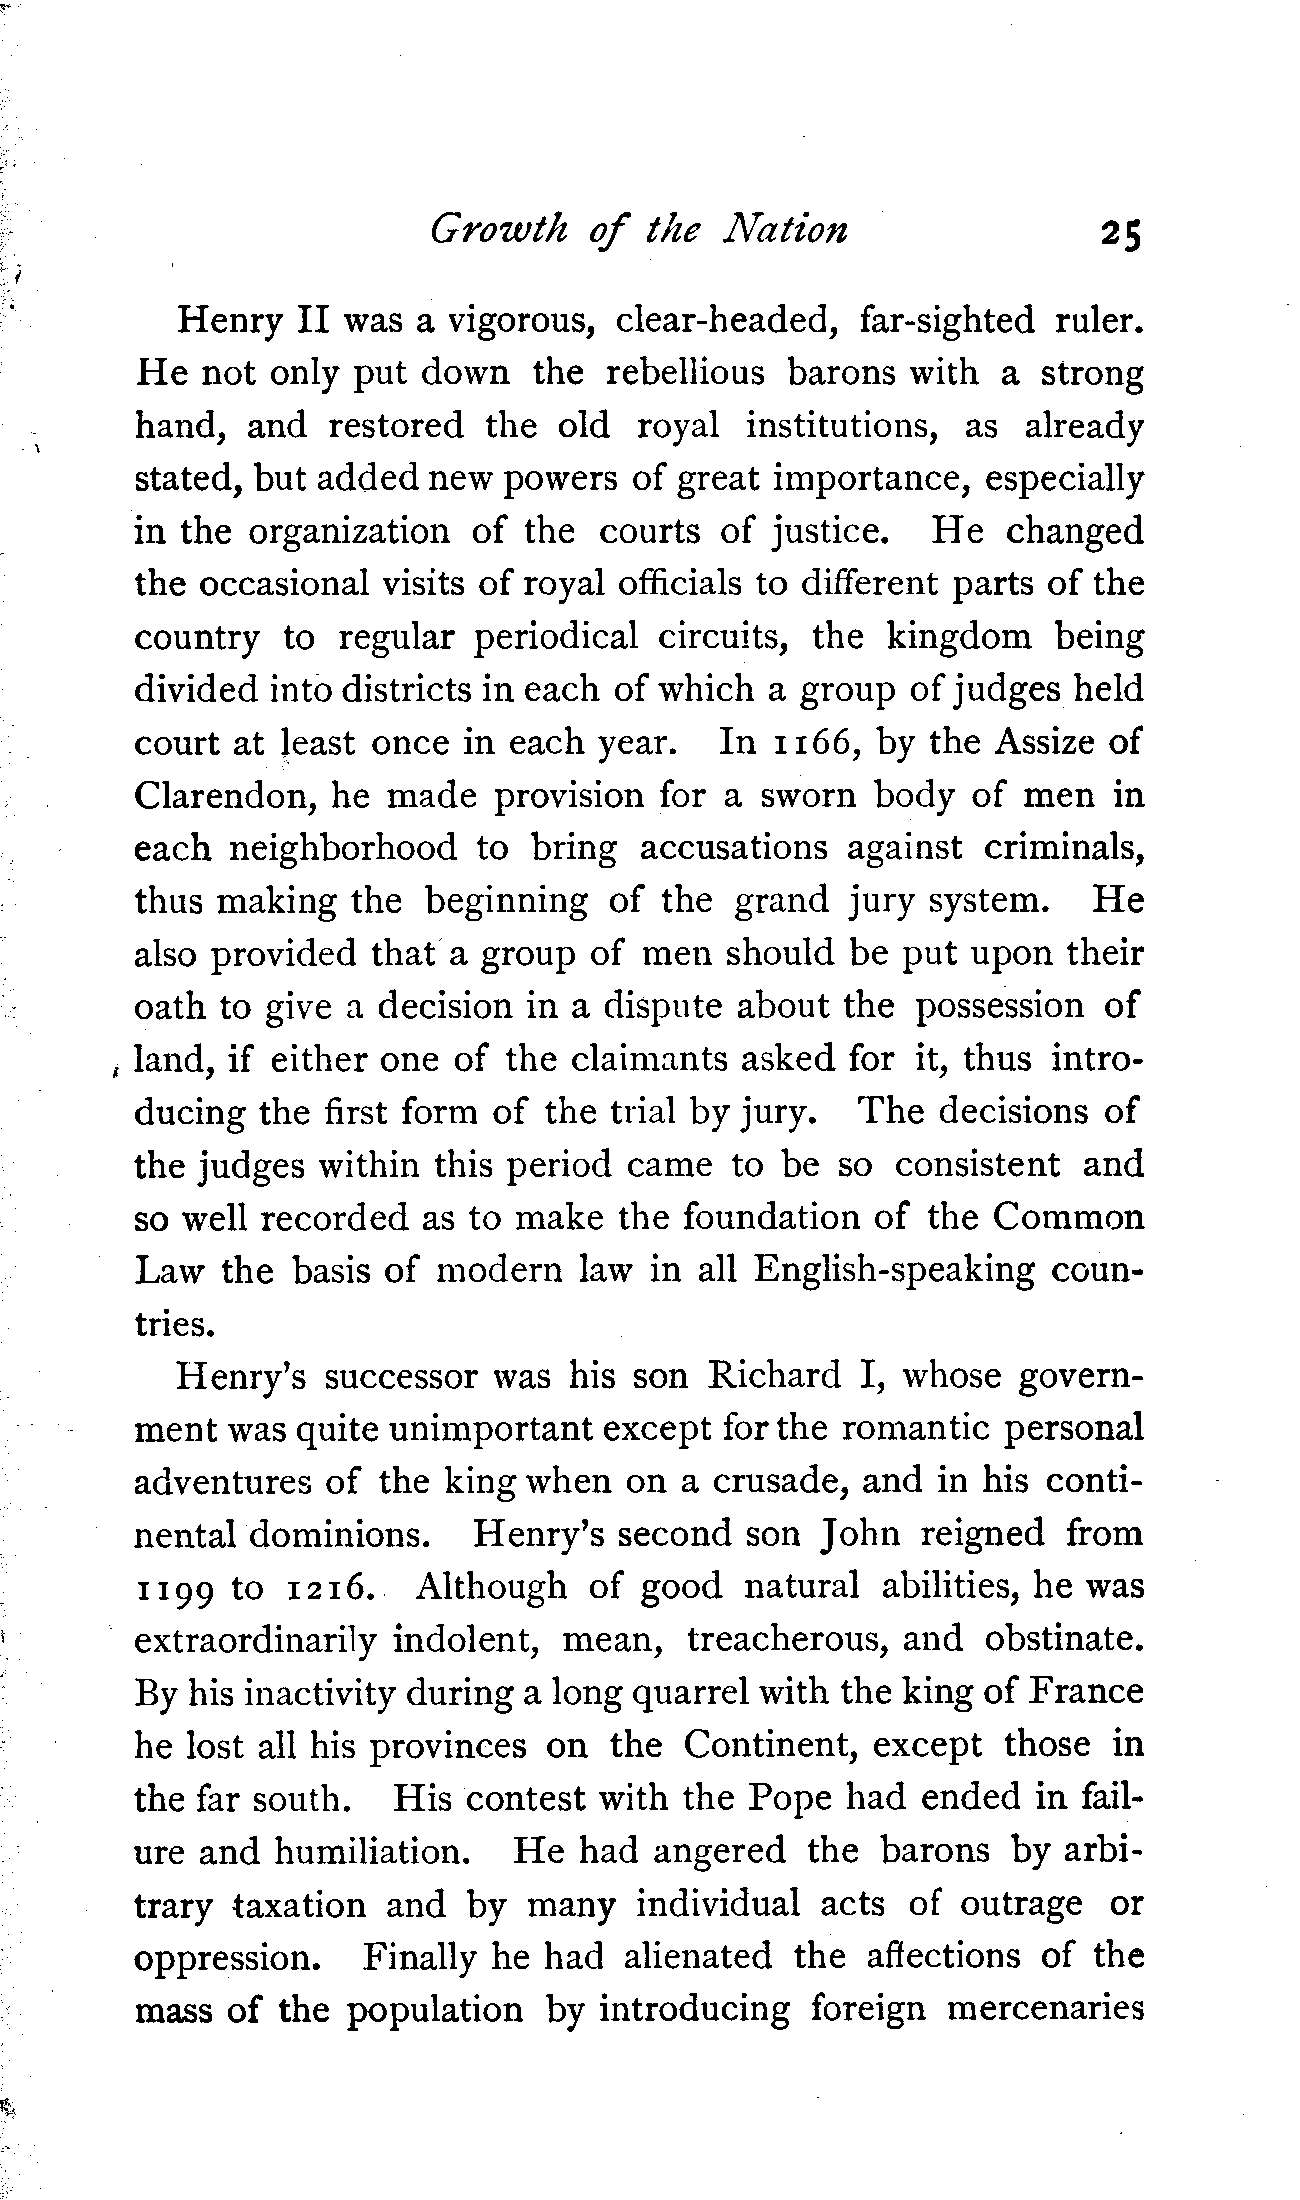 Growth of the Nation 25
Henry II was a vigorous, clear-headed, far-sighted ruler.
He not only put down the rebellious barons with a strong
hand, and restored the old royal institutions, as already
stated, but added new powers of great importance, especially
in the organization of the courts of justice. He changed
the occasional visits of royal officials to different parts of the
country to regular periodical circuits, the kingdom being
divided into districts in each of which a group of judges held
court at least once in each year. In 1166, by the Assize of
Clarendon, he made provision for a sworn body of men in
each neighborhood to bring accusations against criminals,
thus making the beginning of the grand jury system. He
also provided that a group of men should be put upon their
oath to give a decision in a dispute about the possession of
land, if either one of the claimants asked for it, thus intro-
ducing the first form of the trial by jury. The decisions of
the judges within this period came to be so consistent and
so well recorded as to make the foundation of the Common
Law the basis of modern law in all English-speaking coun-
tries.
Henry's successor was his son Richard I, whose govern-
ment was quite unimportant except for the romantic personal
adventures of the king when on a crusade, and in his conti-
nental dominions. Henry's second son John reigned from
1199 to 1216. Although of good natural abilities, he was
extraordinarily indolent, mean, treacherous, and obstinate.
By his inactivity during a long quarrel with the king of France
he lost all his provinces on the Continent, except those in
the far south. His contest with the Pope had ended in fail-
ure and humiliation. He had angered the barons by arbi-
trary taxation and by many individual acts of outrage or
oppression. Finally he had alienated the affections of the
mass of the population by introducing foreign mercenaries